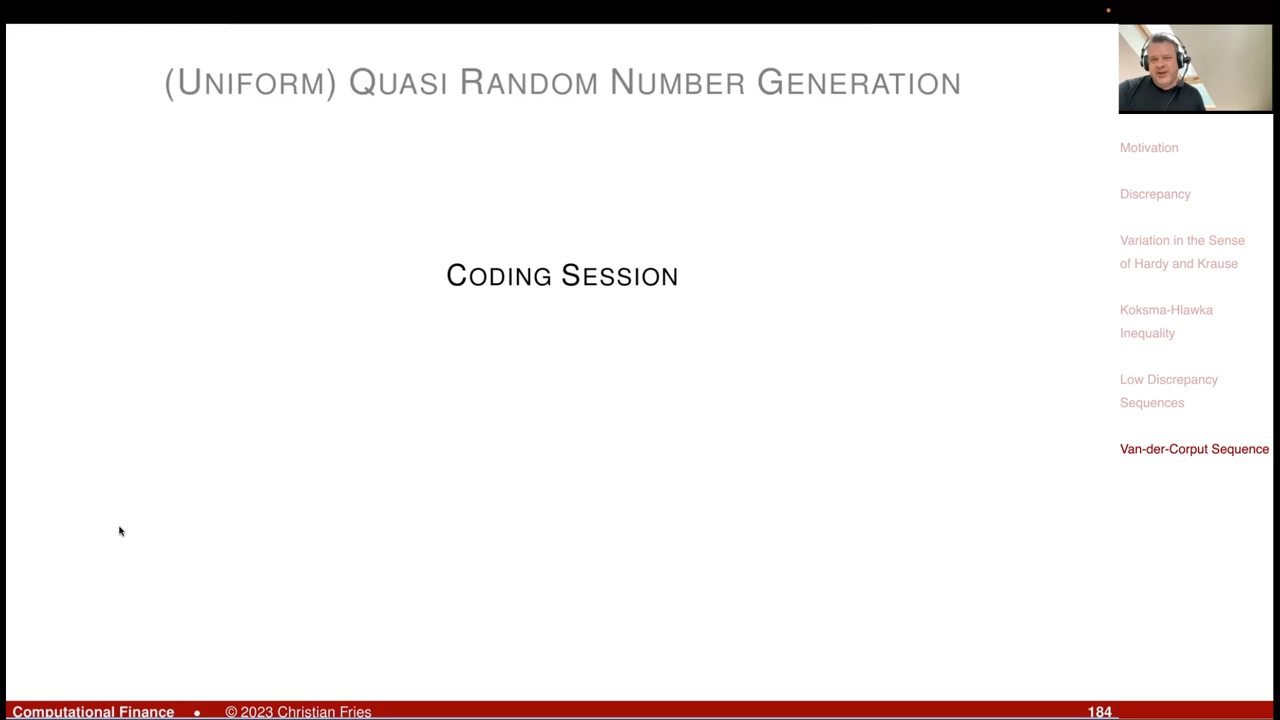 (UNIFORM) QUASI RANDOM NUMBER GENERATION
CODING SESSION
Motivation
Discrepancy
Variation in the Sense
of Hardy and Krause
Koksma-Hlawka
Inequality
Low Discrepancy
Sequences
Van-der-Corput Sequence
Computational Finance • © 2023 Christian Fries 184